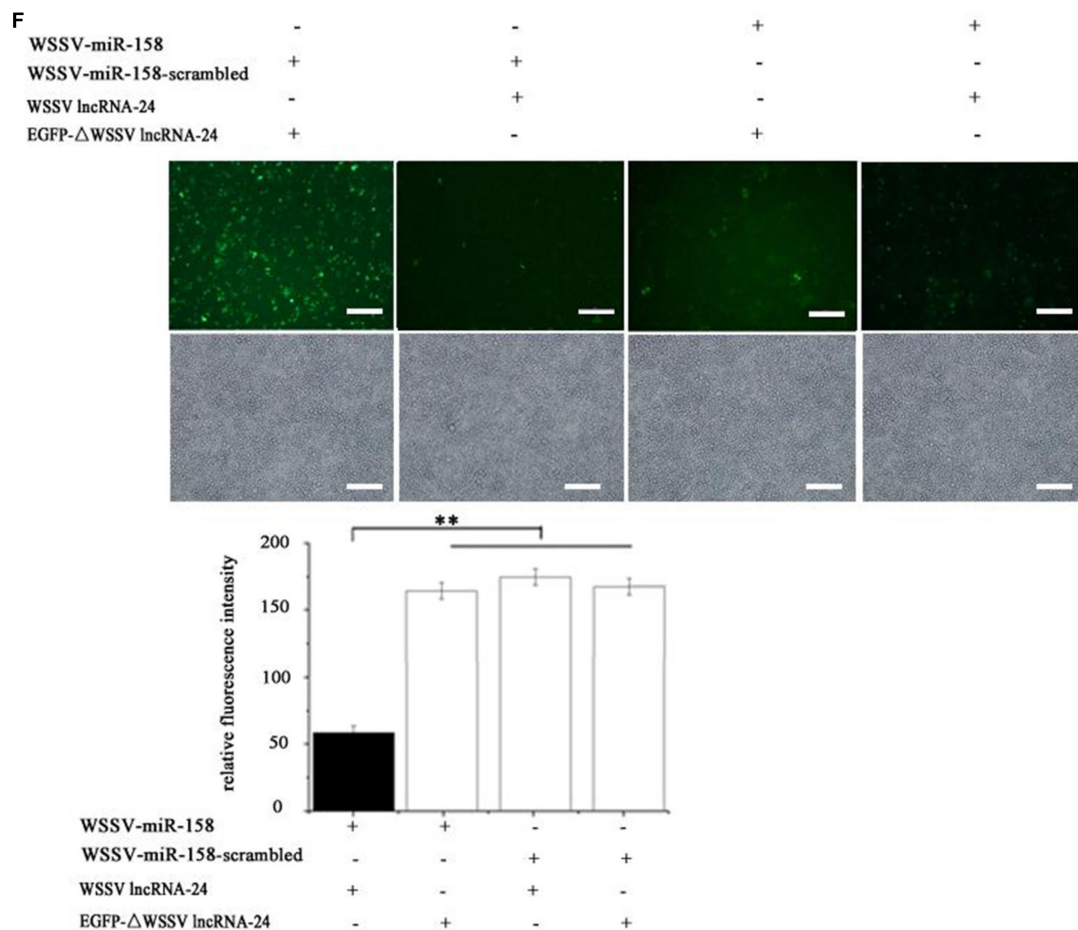 F
WSSV-miR-158 - - + +
WSSV-miR-158-scrambled + + - -
WSSV lncRNA-24 - + - +
EGFP-△WSSV lncRNA-24 + - + -
**
relative fluorescence intensity
200
150
100
50
0
WSSV-miR-158 + + - -
WSSV-miR-158-scrambled - - + +
WSSV lncRNA-24 + - + -
EGFP-△WSSV lncRNA-24 - + - +